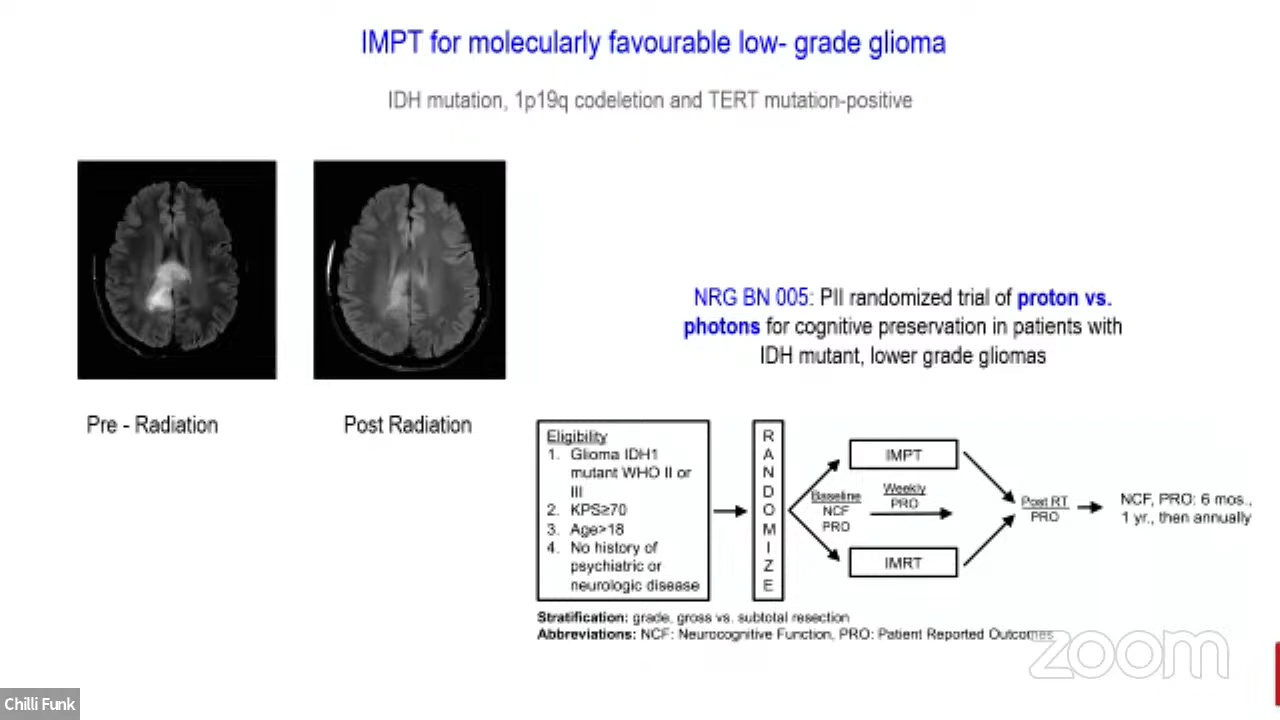 IMPT for molecularly favourable low- grade glioma
IDH mutation, 1p19q codeletion and TERT mutation-positive
Pre - Radiation
Post Radiation
NRG BN 005: PII randomized trial of proton vs.
photons for cognitive preservation in patients with
IDH mutant, lower grade gliomas
Eligibility
1. Glioma IDH1
mutant WHO II or
III
2. KPS≥70
3. Age>18
4. No history of
psychiatric or
neurologic disease
R
A
N
D
O
M
I
Z
E
Baseline
NCF
PRO
IMPT
Weekly
PRO
IMRT
Post RT
PRO
NCF, PRO: 6 mos.,
1 yr., then annually
Stratification: grade, gross vs. subtotal resection
Abbreviations: NCF: Neurocognitive Function, PRO: Patient Reported Outcomes
zoom
Chilli Funk